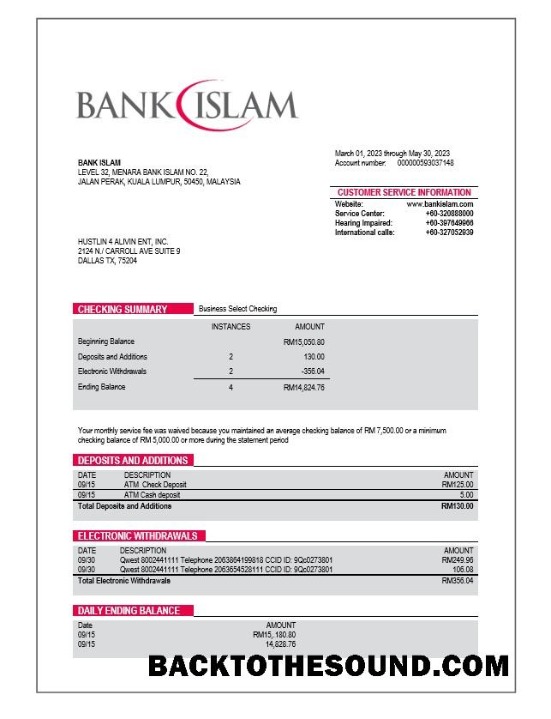 BANK ISLAM
March 01, 2023 through May 30, 2023
Account number: 000000593037148
BANK ISLAM
LEVEL 32, MENARA BANK ISLAM NO. 22,
JALAN PERAK, KUALA LUMPUR, 50450, MALAYSIA
CUSTOMER SERVICE INFORMATION
Website: www.bankislam.com
Service Center: +60-320888000
Hearing Impaired: +60-397649966
International calls: +60-327052939
HUSTLIN 4 ALIVIN ENT, INC.
2124 N./ CARROLL AVE SUITE 9
DALLAS TX, 75204
CHECKING SUMMARY Business Select Checking
INSTANCES AMOUNT
Beginning Balance RM15,050.80
Deposits and Additions 2 130.00
Electronic Withdrawals 2 -356.04
Ending Balance 4 RM14,824.76
Your monthly service fee was waived because you maintained an average checking balance of RM 7,500.00 or a minimum
checking balance of RM 5,000.00 or more during the statement period
DEPOSITS AND ADDITIONS
DATE DESCRIPTION AMOUNT
09/15 ATM Check Deposit RM125.00
09/15 ATM Cash deposit 5.00
Total Deposits and Additions RM130.00
ELECTRONIC WITHDRAWALS
DATE DESCRIPTION AMOUNT
09/30 Qwest 8002441111 Telephone 2063864199818 CCID ID: 9Qo0273801 RM249.96
09/30 Qwest 8002441111 Telephone 2063654528111 CCID ID: 9Qo0273801 106.08
Total Electronic Withdrawals RM356.04
DAILY ENDING BALANCE
Date AMOUNT
09/15 RM15, 180.80
09/15 14,828.76
BACKTOTHESOUND.COM